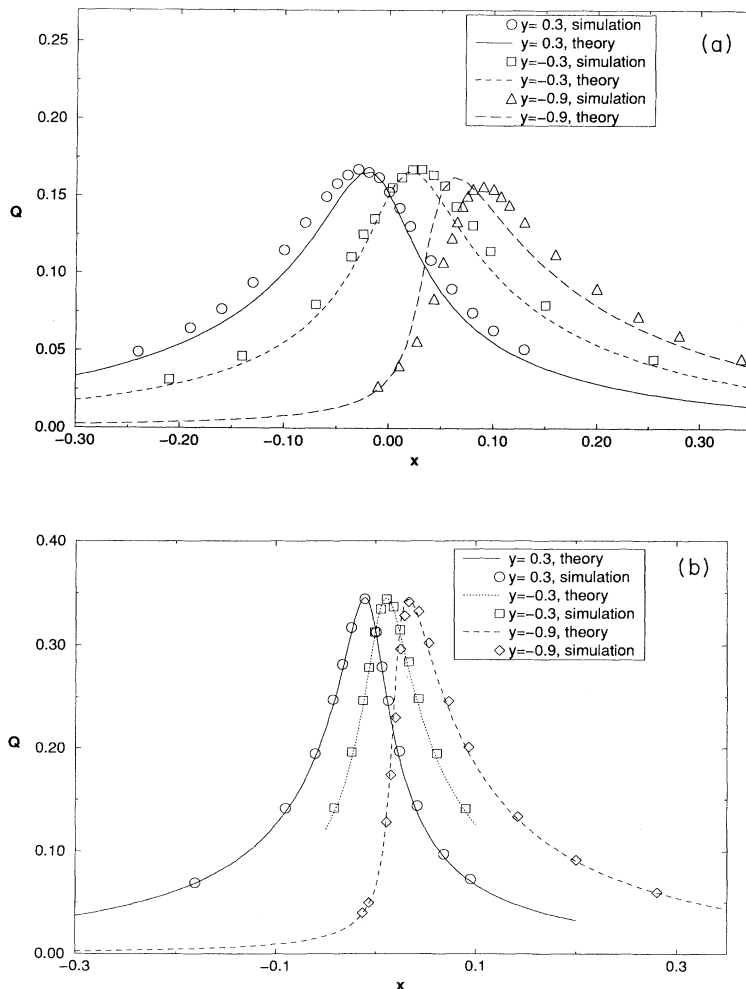 (a)
y= 0.3, simulation
y= 0.3, theory
y=−0.3, simulation
y=−0.3, theory
y=−0.9, simulation
y=−0.9, theory
0.25
0.20
0.15
Q
0.10
0.05
0.00
−0.30 −0.20 −0.10 0.00 0.10 0.20 0.30
x
(b)
y= 0.3, theory
y= 0.3, simulation
y=−0.3, theory
y=−0.3, simulation
y=−0.9, theory
y=−0.9, simulation
0.40
0.30
Q
0.20
0.10
0.00
−0.3 −0.1 0.1 0.3
x